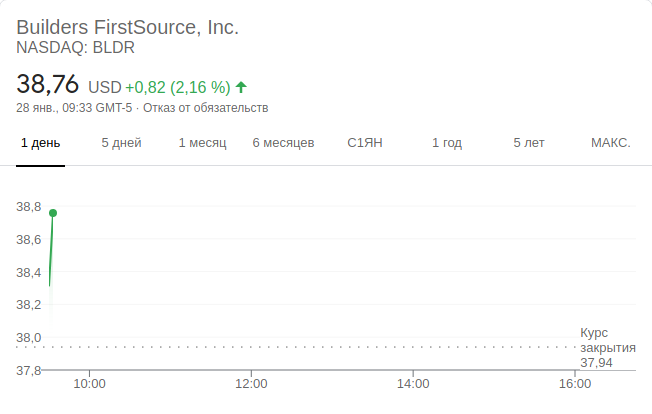 Builders FirstSource, Inc.
NASDAQ: BLDR
38,76 USD +0,82 (2,16 %)
28 янв., 09:33 GMT-5 · Отказ от обязательств
1 день 5 дней 1 месяц 6 месяцев С1ЯН 1 год 5 лет МАКС.
38,8
38,6
38,4
38,2
38,0
37,8
Курс
закрытия
37,94
10:00 12:00 14:00 16:00